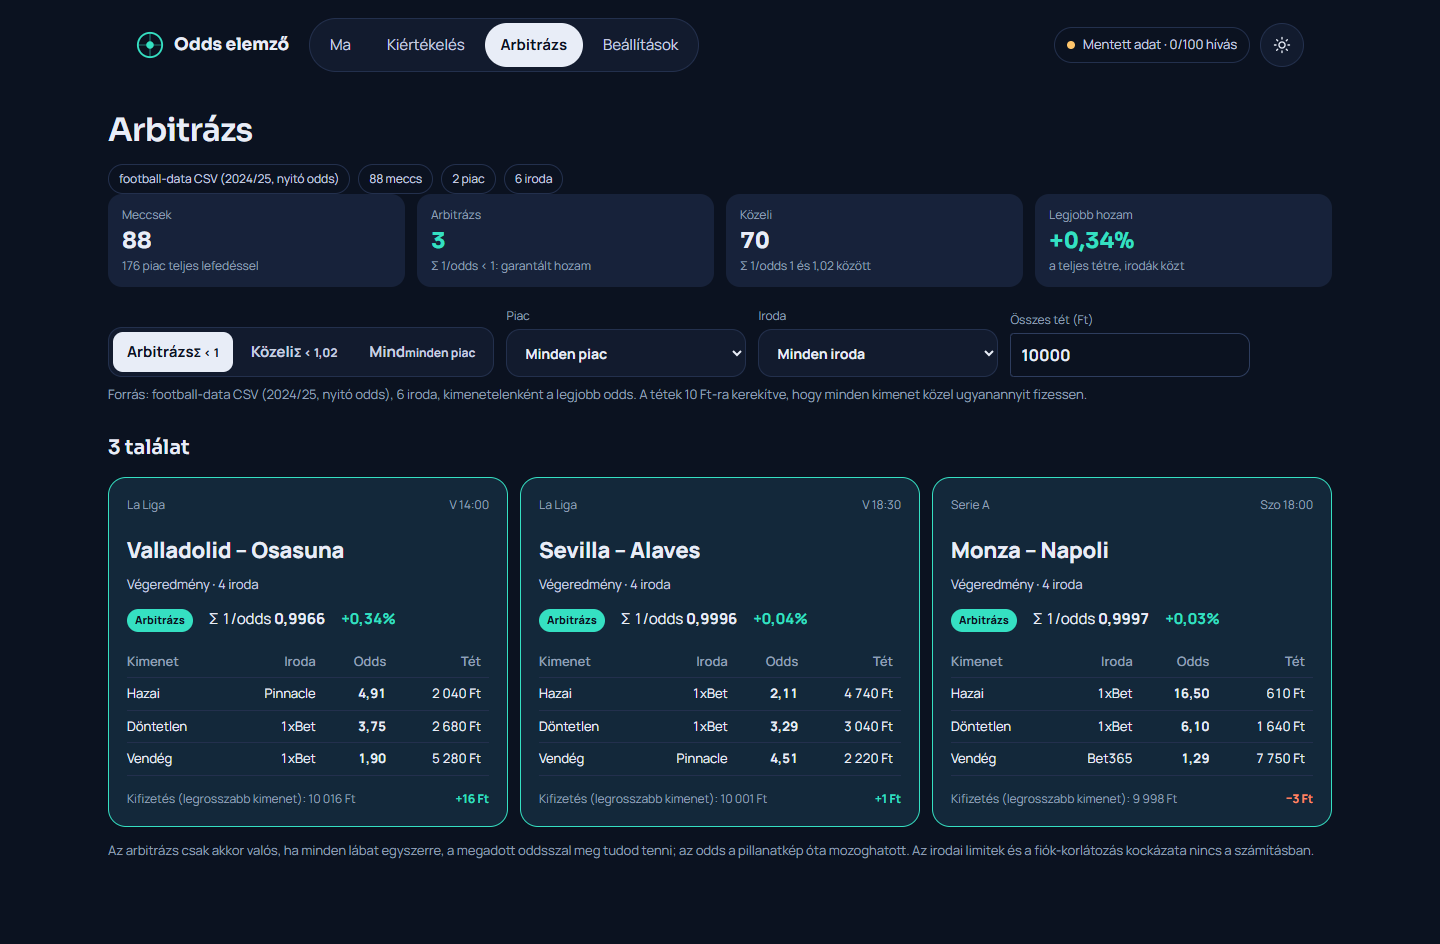 Odds elemző
Ma Kiértékelés Arbitrázs Beállítások
Mentett adat · 0/100 hívás
Arbitrázs
football-data CSV (2024/25, nyitó odds) 88 meccs 2 piac 6 iroda
Meccsek
88
176 piac teljes lefedéssel
Arbitrázs
3
Σ 1/odds < 1: garantált hozam
Közeli
70
Σ 1/odds 1 és 1,02 között
Legjobb hozam
+0,34%
a teljes tétre, irodák közt
ArbitrázsΣ < 1 KözeliΣ < 1,02 Mindminden piac
Piac
Minden piac
Iroda
Minden iroda
Összes tét (Ft)
10000
Forrás: football-data CSV (2024/25, nyitó odds), 6 iroda, kimenetelenként a legjobb odds. A tétek 10 Ft-ra kerekítve, hogy minden kimenet közel ugyanannyit fizessen.
3 találat
La Liga V 14:00
Valladolid – Osasuna
Végeredmény · 4 iroda
Arbitrázs Σ 1/odds 0,9966 +0,34%
Kimenet Iroda Odds Tét
Hazai Pinnacle 4,91 2 040 Ft
Döntetlen 1xBet 3,75 2 680 Ft
Vendég 1xBet 1,90 5 280 Ft
Kifizetés (legrosszabb kimenet): 10 016 Ft +16 Ft
La Liga V 18:30
Sevilla – Alaves
Végeredmény · 4 iroda
Arbitrázs Σ 1/odds 0,9996 +0,04%
Kimenet Iroda Odds Tét
Hazai 1xBet 2,11 4 740 Ft
Döntetlen 1xBet 3,29 3 040 Ft
Vendég Pinnacle 4,51 2 220 Ft
Kifizetés (legrosszabb kimenet): 10 001 Ft +1 Ft
Serie A Szo 18:00
Monza – Napoli
Végeredmény · 4 iroda
Arbitrázs Σ 1/odds 0,9997 +0,03%
Kimenet Iroda Odds Tét
Hazai 1xBet 16,50 610 Ft
Döntetlen 1xBet 6,10 1 640 Ft
Vendég Bet365 1,29 7 750 Ft
Kifizetés (legrosszabb kimenet): 9 998 Ft −3 Ft
Az arbitrázs csak akkor valós, ha minden lábat egyszerre, a megadott oddsszal meg tudod tenni; az odds a pillanatkép óta mozoghatott. Az irodai limitek és a fiók-korlátozás kockázata nincs a számításban.